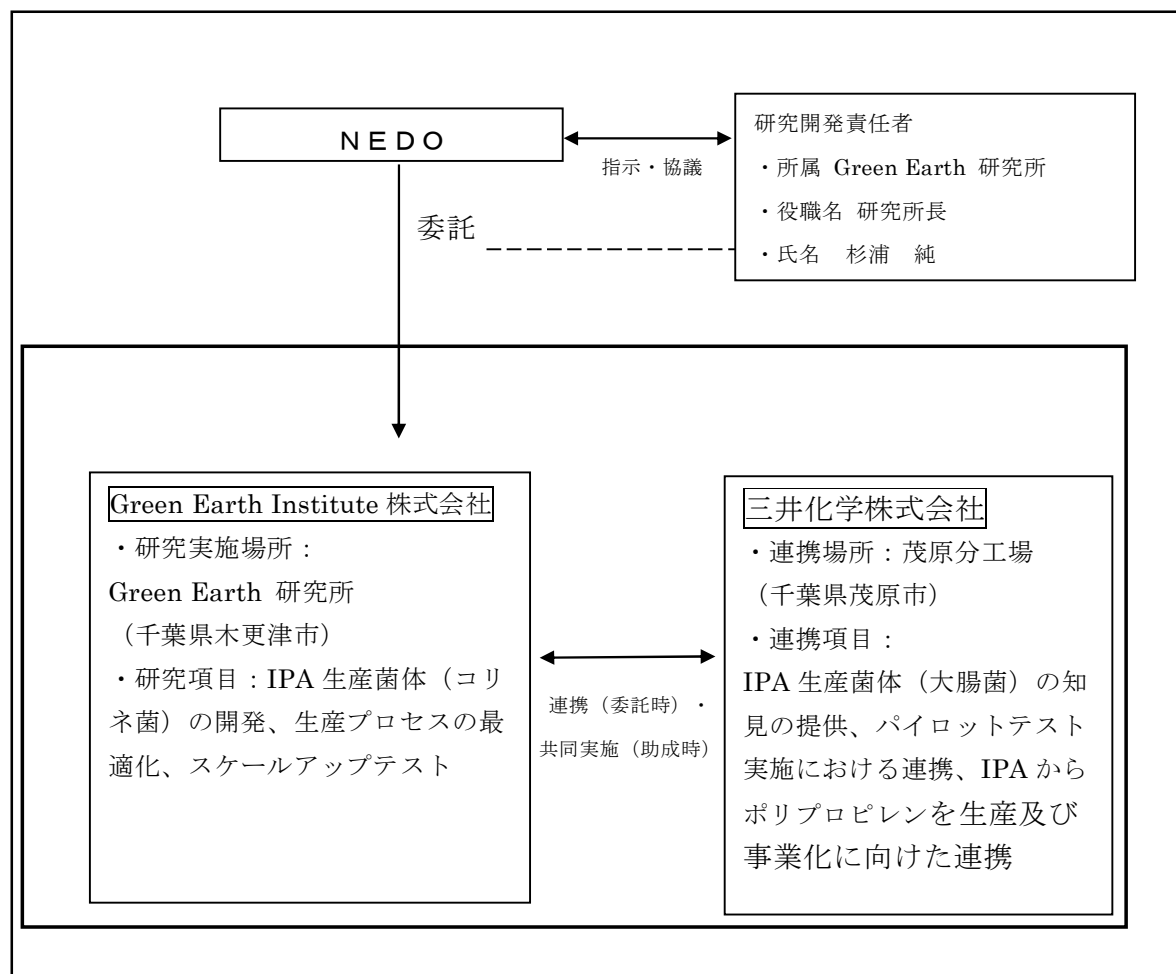 ＮＥＤＯ
研究開発責任者
・所属 Green Earth 研究所
・役職名 研究所長
・氏名　杉浦　純
指示・協議
委託
Green Earth Institute 株式会社
・研究実施場所：
Green Earth 研究所
（千葉県木更津市）
・研究項目：IPA 生産菌体（コリ
ネ菌）の開発、生産プロセスの最
適化、スケールアップテスト
連携（委託時）・
共同実施（助成時）
三井化学株式会社
・連携場所：茂原分工場
（千葉県茂原市）
・連携項目：
IPA 生産菌体（大腸菌）の知
見の提供、パイロットテスト
実施における連携、IPA から
ポリプロピレンを生産及び
事業化に向けた連携